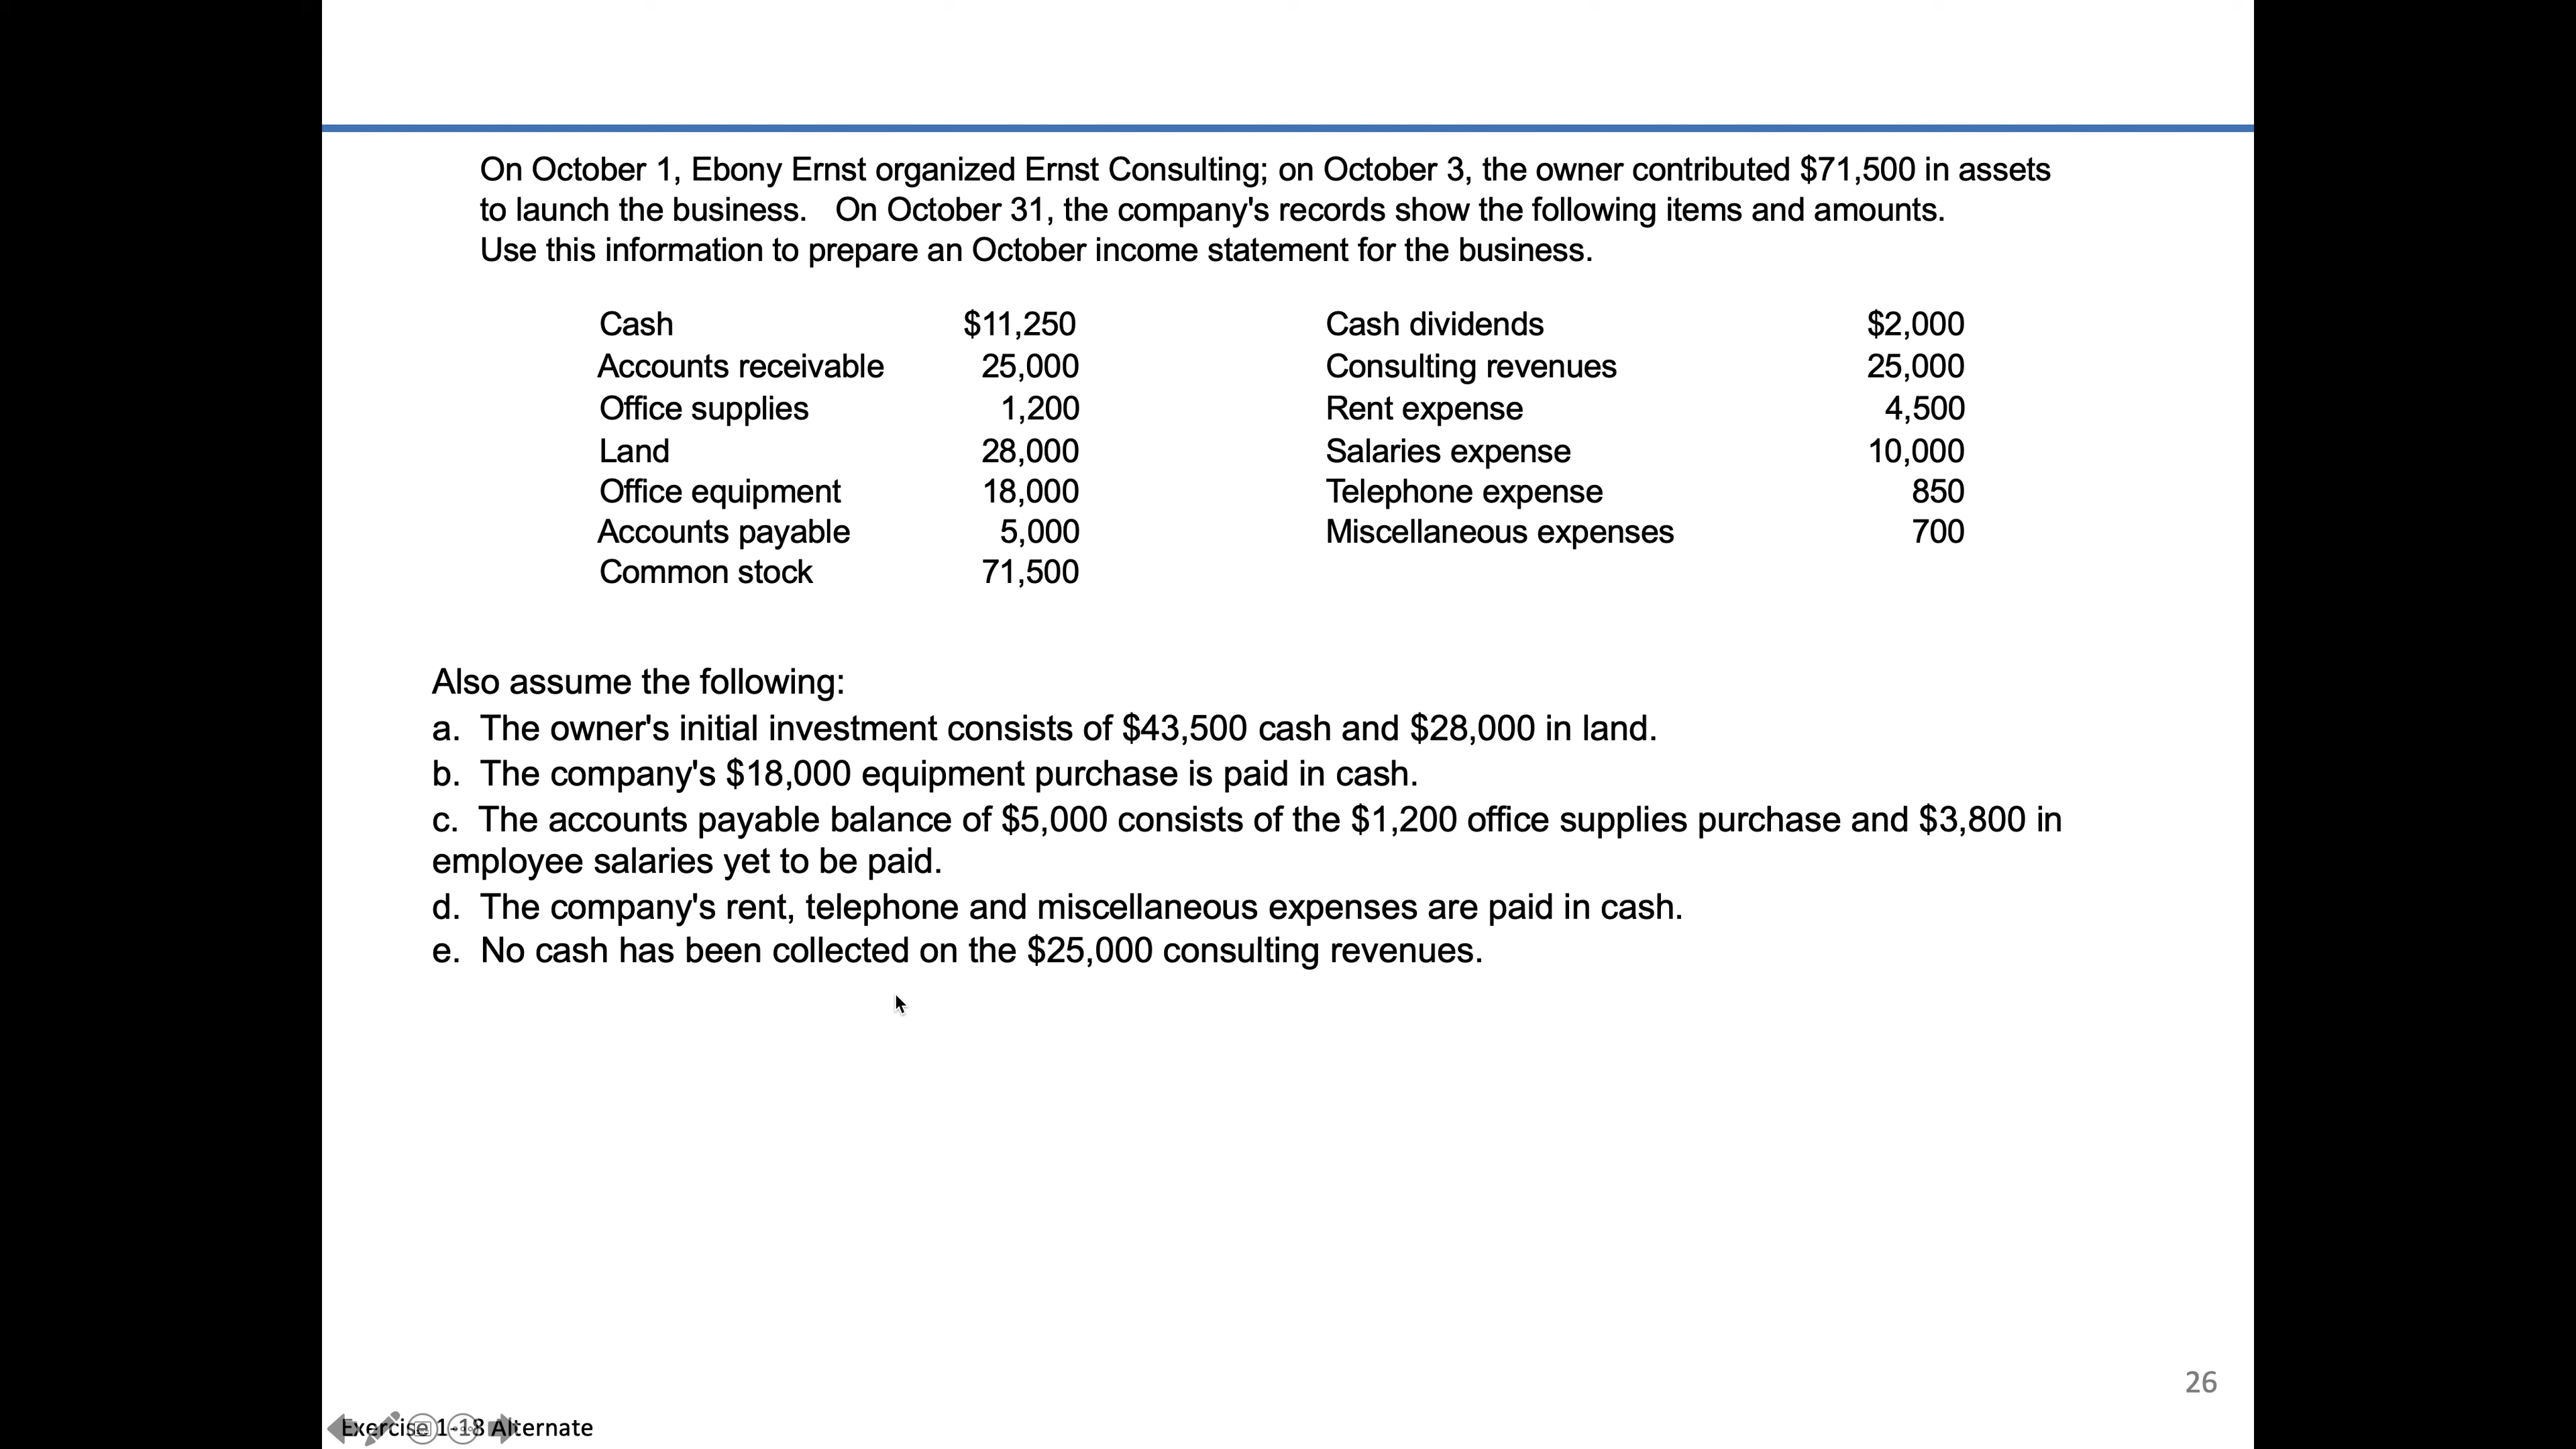 On October 1, Ebony Ernst organized Ernst Consulting; on October 3, the owner contributed $71,500 in assets
to launch the business. On October 31, the company's records show the following items and amounts.
Use this information to prepare an October income statement for the business.
Cash $11,250 Cash dividends $2,000
Accounts receivable 25,000 Consulting revenues 25,000
Office supplies 1,200 Rent expense 4,500
Land 28,000 Salaries expense 10,000
Office equipment 18,000 Telephone expense 850
Accounts payable 5,000 Miscellaneous expenses 700
Common stock 71,500
Also assume the following:
a. The owner's initial investment consists of $43,500 cash and $28,000 in land.
b. The company's $18,000 equipment purchase is paid in cash.
c. The accounts payable balance of $5,000 consists of the $1,200 office supplies purchase and $3,800 in
employee salaries yet to be paid.
d. The company's rent, telephone and miscellaneous expenses are paid in cash.
e. No cash has been collected on the $25,000 consulting revenues.
26
Exercise 1-18 Alternate